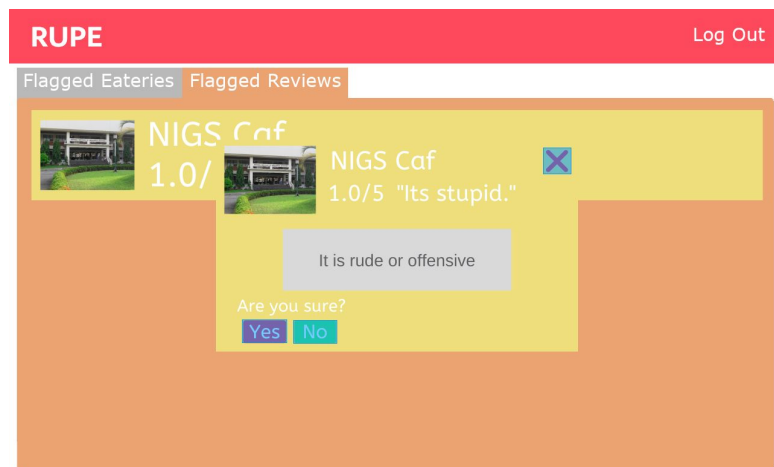 RUPE
Log Out
Flagged Eateries
Flagged Reviews
NIGS Caf
1.0/
NIGS Caf
1.0/5 "Its stupid."
It is rude or offensive
Are you sure?
Yes
No